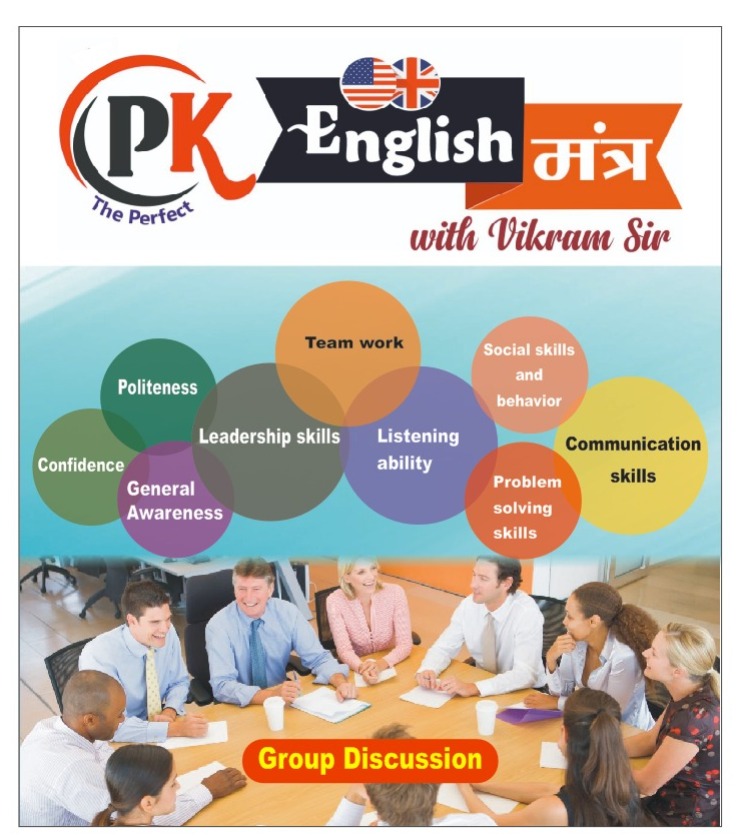 PK
The Perfect
English
मंत्र
with Vikram Sir
Team work
Social skills
and
behavior
Politeness
Leadership skills
Listening
ability
Communication
skills
Confidence
General
Awareness
Problem
solving
skills
Group Discussion